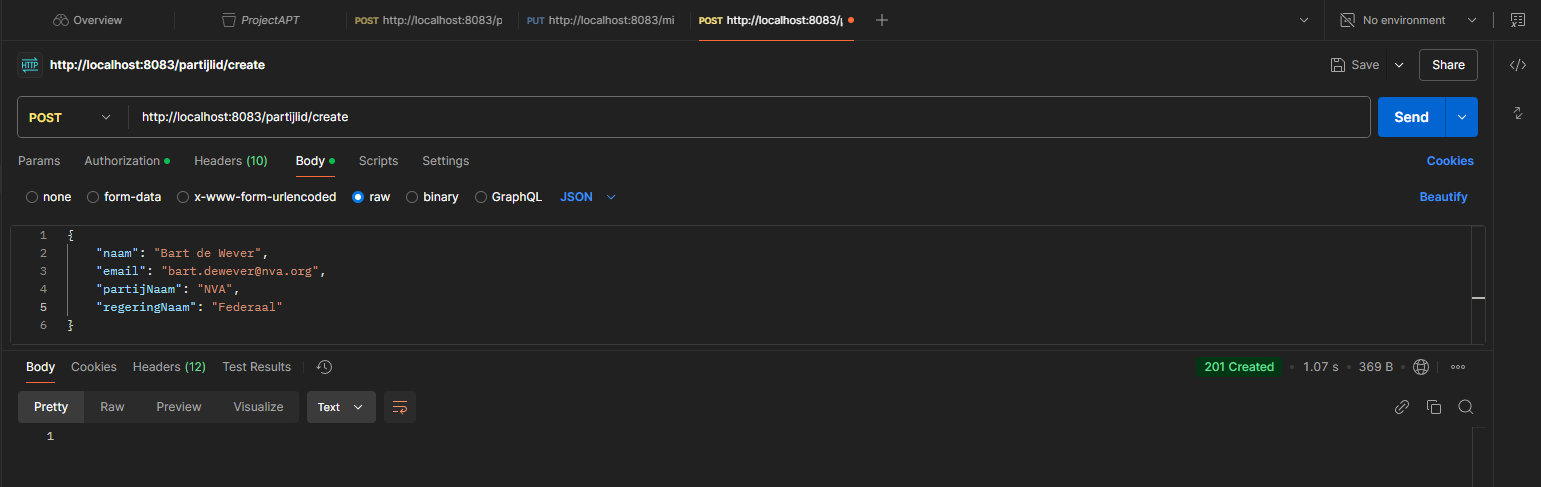 Overview ProjectAPT POST http://localhost:8083/p PUT http://localhost:8083/mi POST http://localhost:8083/p No environment
HTTP http://localhost:8083/partijlid/create Save Share
POST http://localhost:8083/partijlid/create Send
Params Authorization Headers (10) Body Scripts Settings Cookies
none form-data x-www-form-urlencoded raw binary GraphQL JSON Beautify
1 {
2 "naam": "Bart de Wever",
3 "email": "bart.dewever@nva.org",
4 "partijNaam": "NVA",
5 "regeringNaam": "Federaal"
6 }
Body Cookies Headers (12) Test Results 201 Created • 1.07 s • 369 B •
Pretty Raw Preview Visualize Text
1